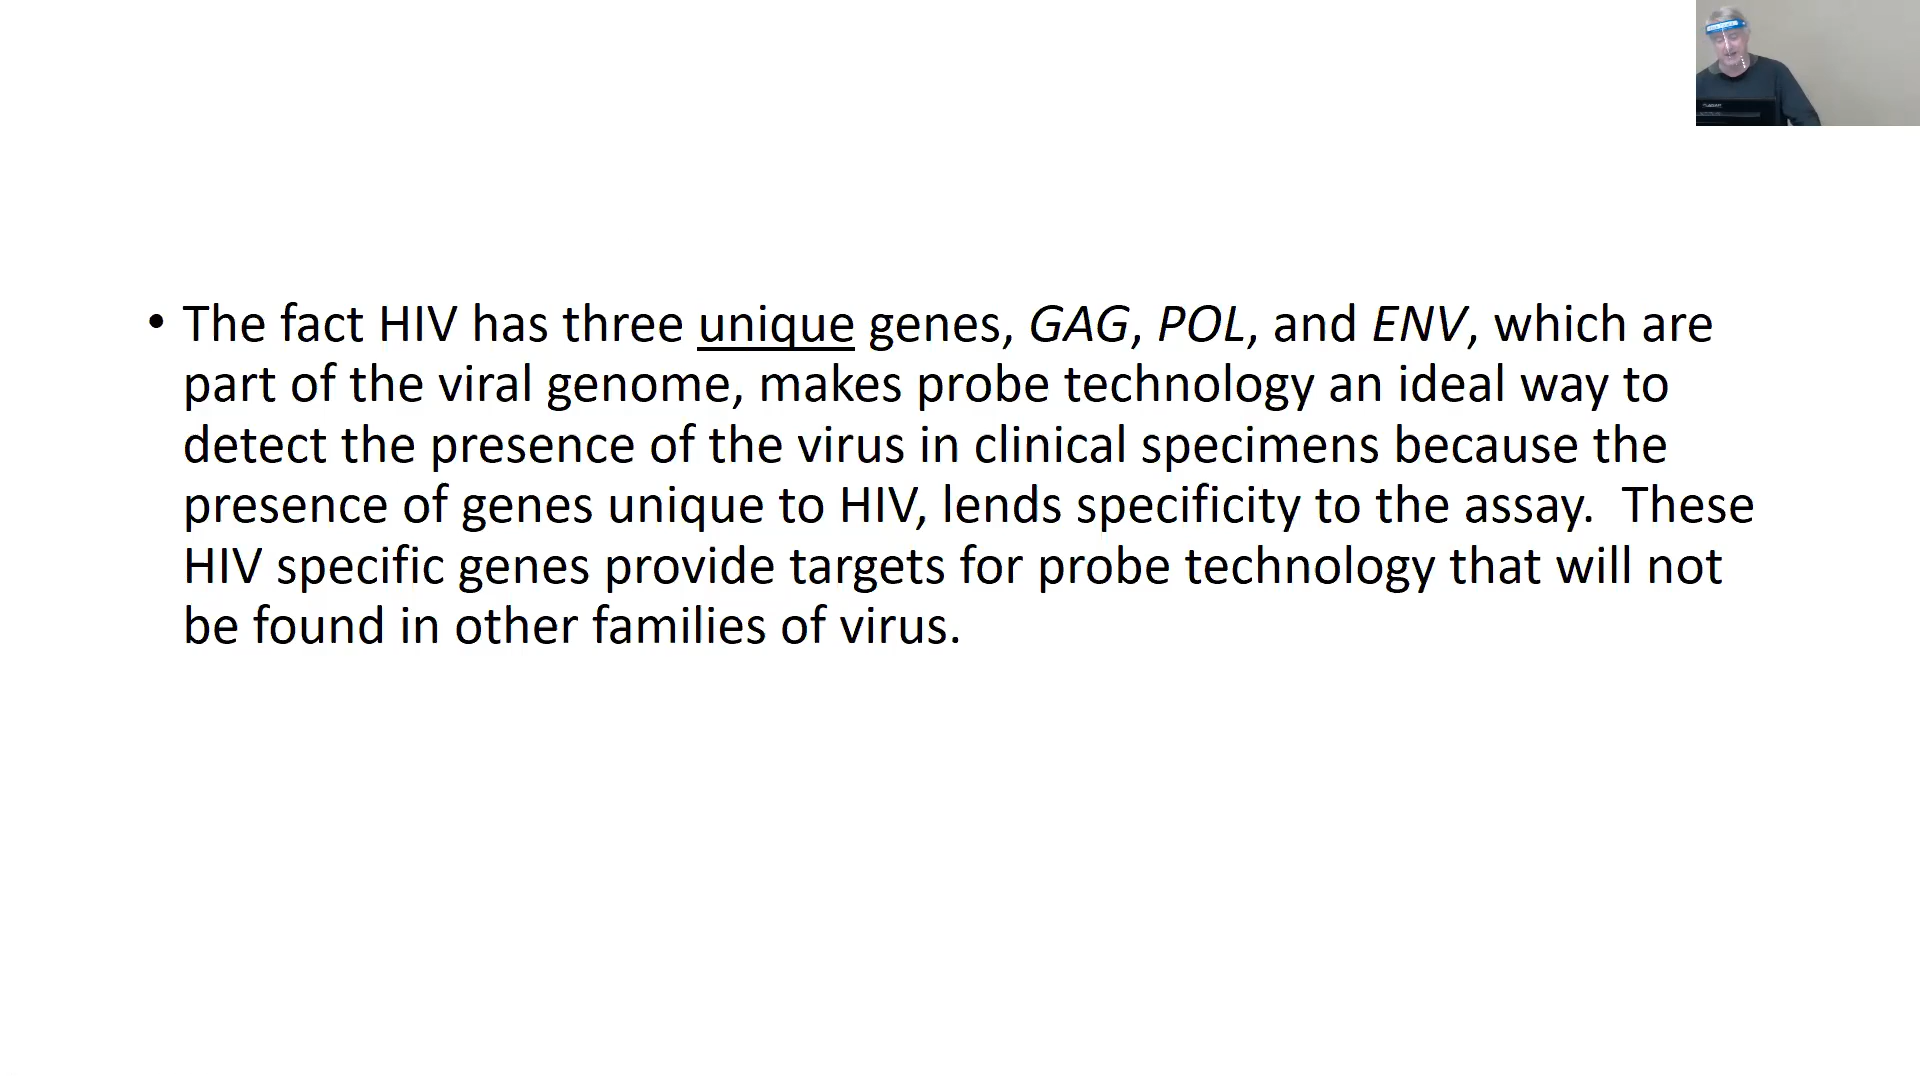 • The fact HIV has three unique genes, GAG, POL, and ENV, which are
part of the viral genome, makes probe technology an ideal way to
detect the presence of the virus in clinical specimens because the
presence of genes unique to HIV, lends specificity to the assay.  These
HIV specific genes provide targets for probe technology that will not
be found in other families of virus.